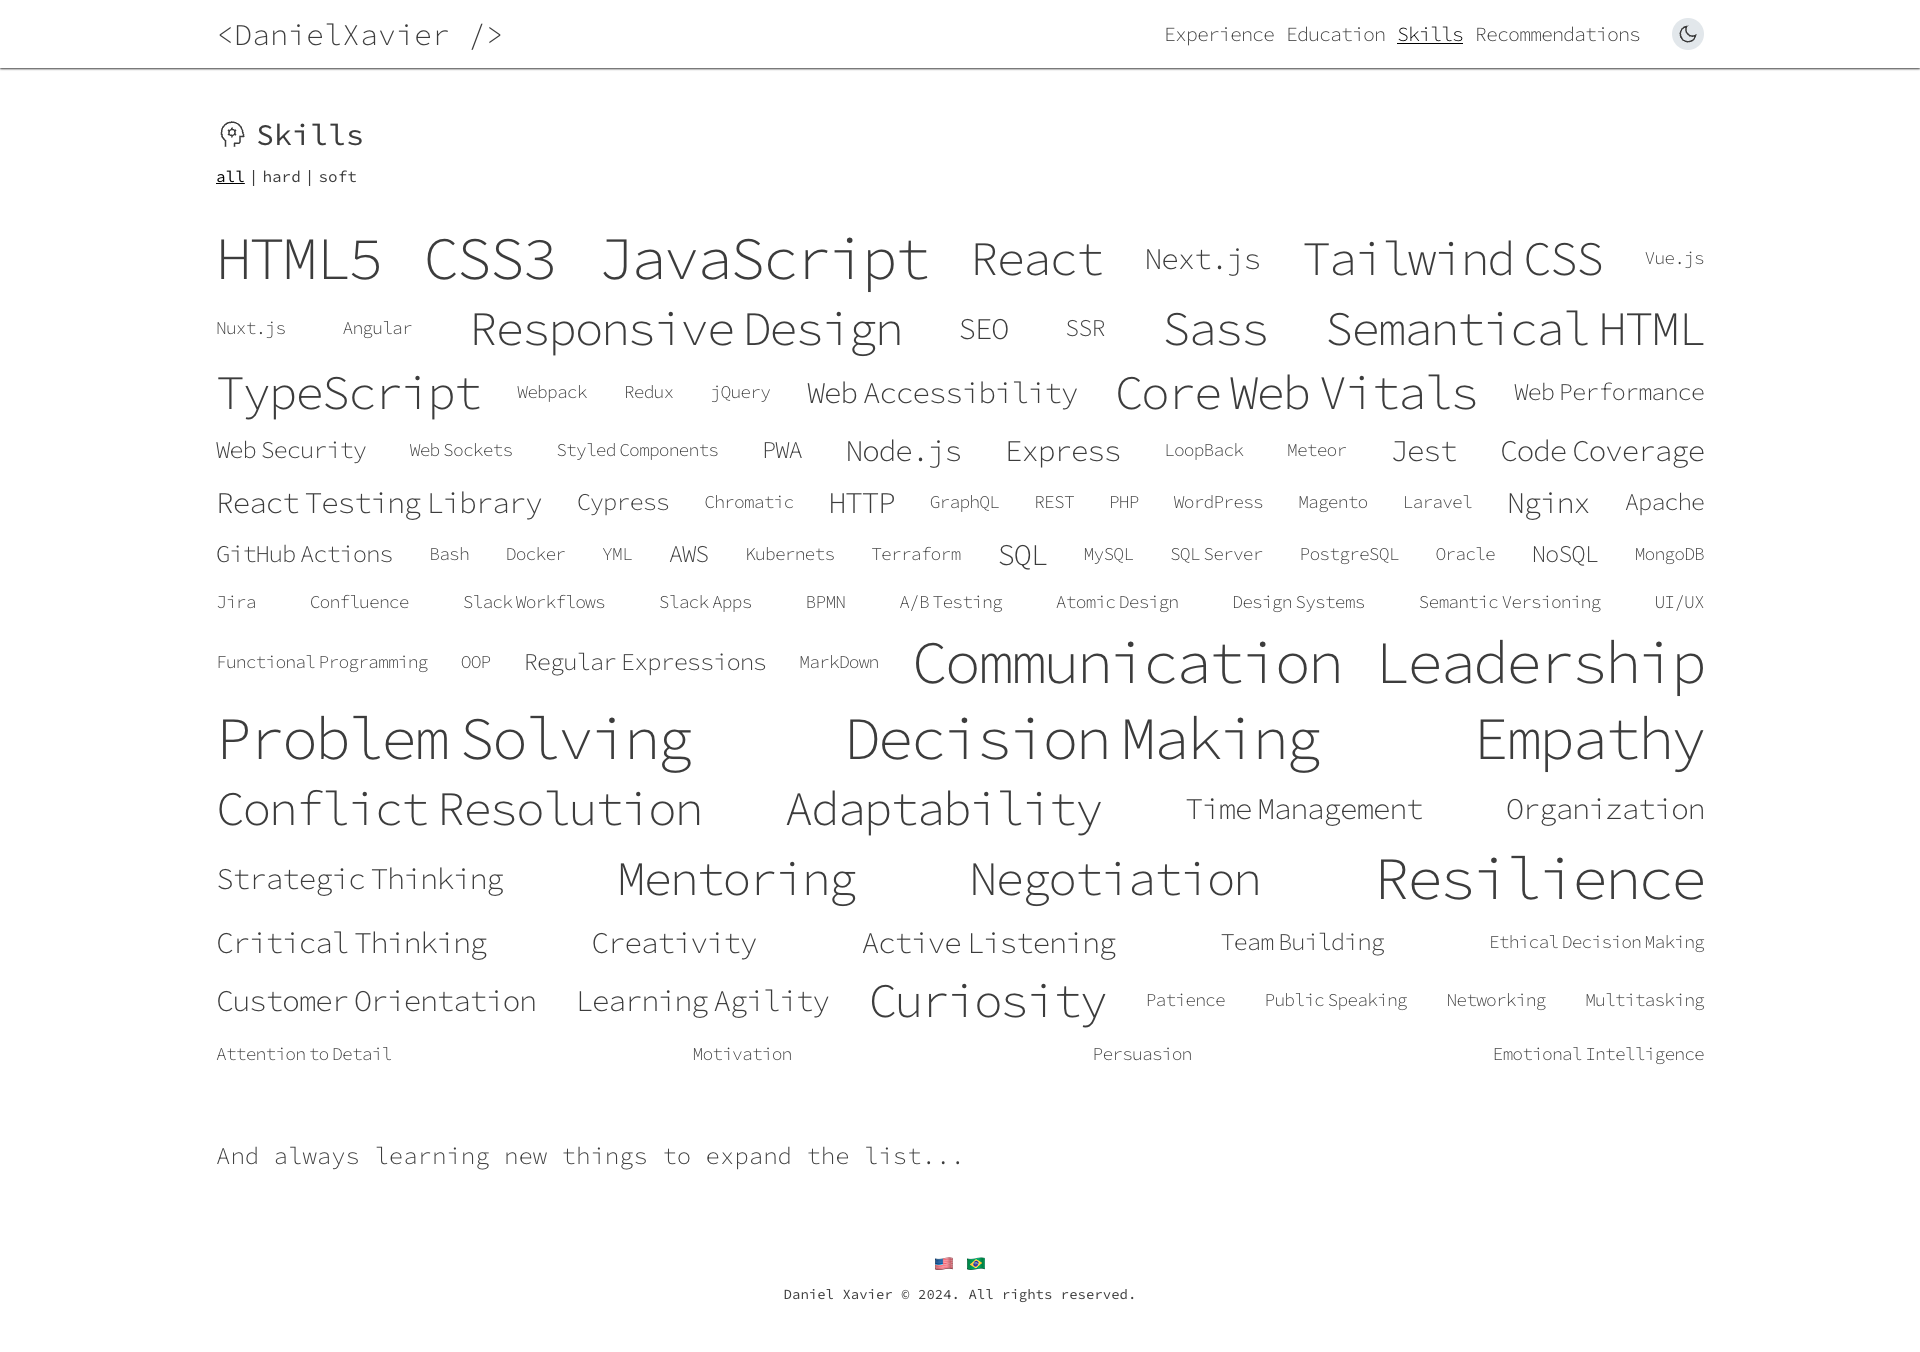 <DanielXavier />
Experience Education Skills Recommendations
Skills
all | hard | soft
HTML5 CSS3 JavaScript React Next.js Tailwind CSS Vue.js
Nuxt.js Angular Responsive Design SEO SSR Sass Semantical HTML
TypeScript Webpack Redux jQuery Web Accessibility Core Web Vitals Web Performance
Web Security Web Sockets Styled Components PWA Node.js Express LoopBack Meteor Jest Code Coverage
React Testing Library Cypress Chromatic HTTP GraphQL REST PHP WordPress Magento Laravel Nginx Apache
GitHub Actions Bash Docker YML AWS Kubernets Terraform SQL MySQL SQL Server PostgreSQL Oracle NoSQL MongoDB
Jira Confluence Slack Workflows Slack Apps BPMN A/B Testing Atomic Design Design Systems Semantic Versioning UI/UX
Functional Programming OOP Regular Expressions MarkDown Communication Leadership
Problem Solving Decision Making Empathy
Conflict Resolution Adaptability Time Management Organization
Strategic Thinking Mentoring Negotiation Resilience
Critical Thinking Creativity Active Listening Team Building Ethical Decision Making
Customer Orientation Learning Agility Curiosity Patience Public Speaking Networking Multitasking
Attention to Detail Motivation Persuasion Emotional Intelligence
And always learning new things to expand the list...
Daniel Xavier © 2024. All rights reserved.